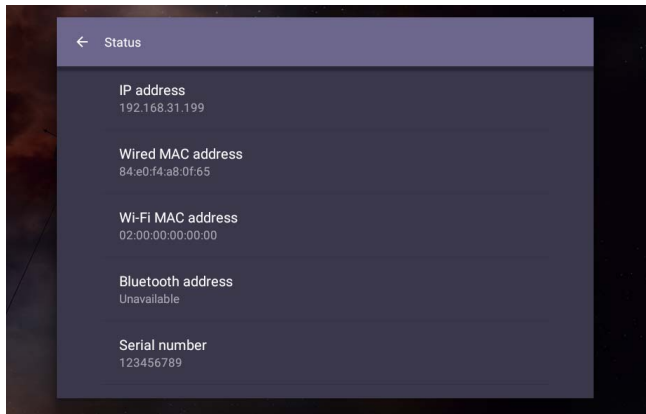 Status
IP address
192.168.31.199
Wired MAC address
84:e0:f4:a8:0f:65
Wi-Fi MAC address
02:00:00:00:00:00
Bluetooth address
Unavailable
Serial number
123456789